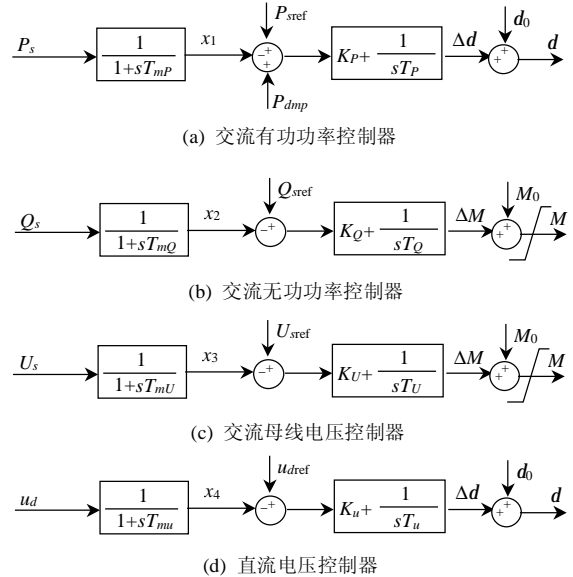 P_sref d_0
P_s 1 / 1+sT_mP x_1 − + + K_P+ 1 / sT_P Δd + + d
P_dmp
(a) 交流有功功率控制器
Q_sref M_0
Q_s 1 / 1+sT_mQ x_2 − + K_Q+ 1 / sT_Q ΔM + + M
(b) 交流无功功率控制器
U_sref M_0
U_s 1 / 1+sT_mU x_3 − + K_U+ 1 / sT_U ΔM + + M
(c) 交流母线电压控制器
u_dref d_0
u_d 1 / 1+sT_mu x_4 − + K_u+ 1 / sT_u Δd + + d
(d) 直流电压控制器